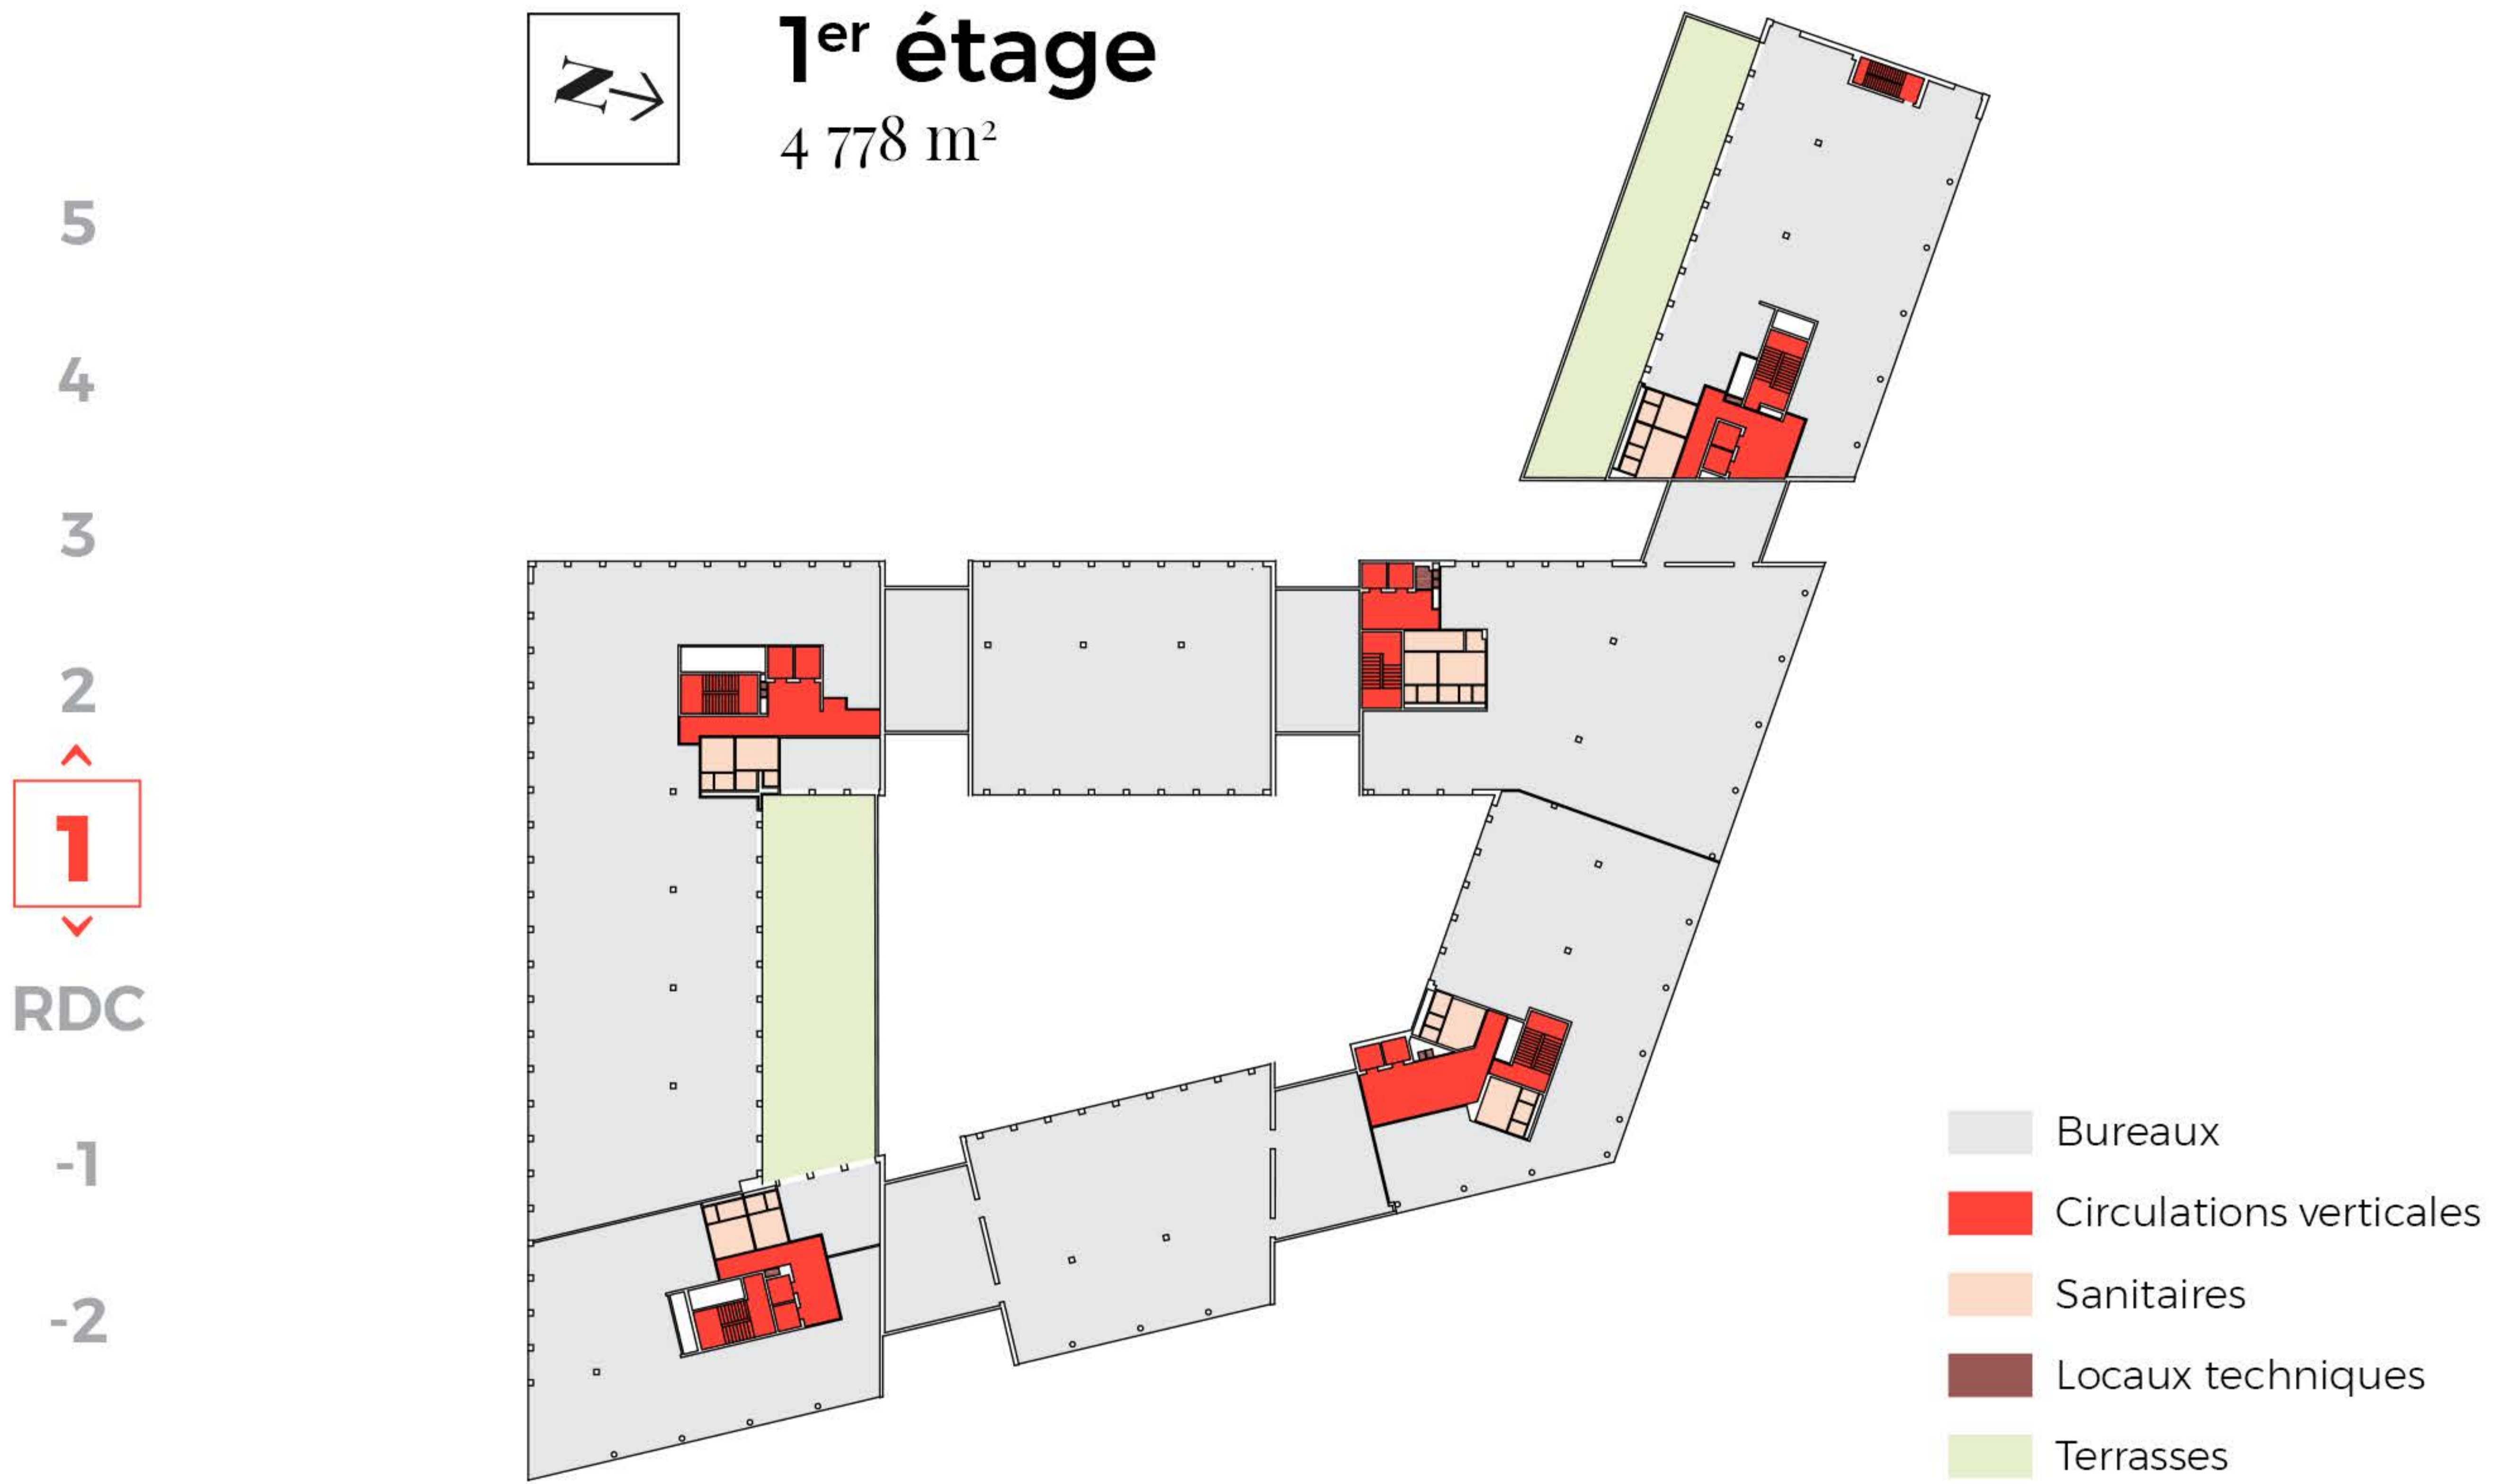 N
1er étage
4 778 m²
5
4
3
2
1
RDC
-1
-2
Bureaux
Circulations verticales
Sanitaires
Locaux techniques
Terrasses